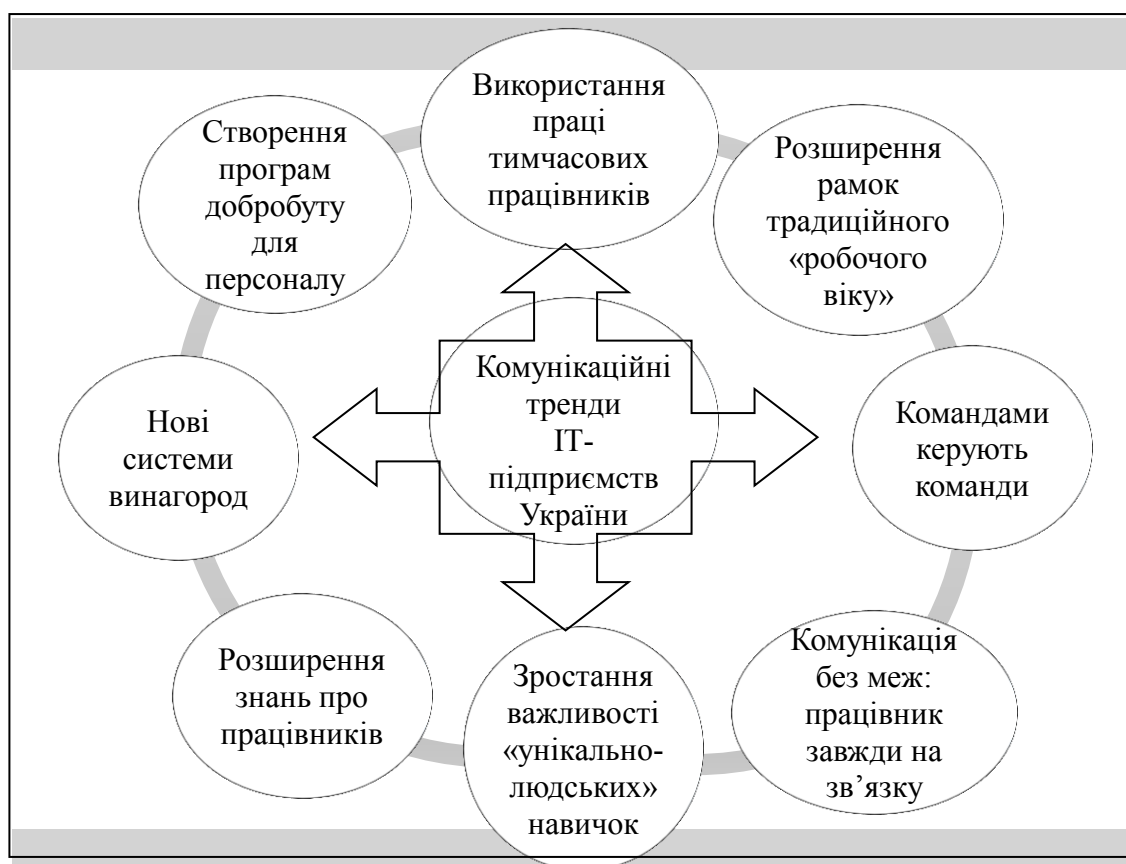 Використання
праці
тимчасових
працівників
Розширення
рамок
традиційного
«робочого
віку»
Командами
керують
команди
Комунікація
без меж:
працівник
завжди на
зв’язку
Зростання
важливості
«унікально-
людських»
навичок
Розширення
знань про
працівників
Нові
системи
винагород
Створення
програм
добробуту
для
персоналу
Комунікаційні
тренди
ІТ-
підприємств
України